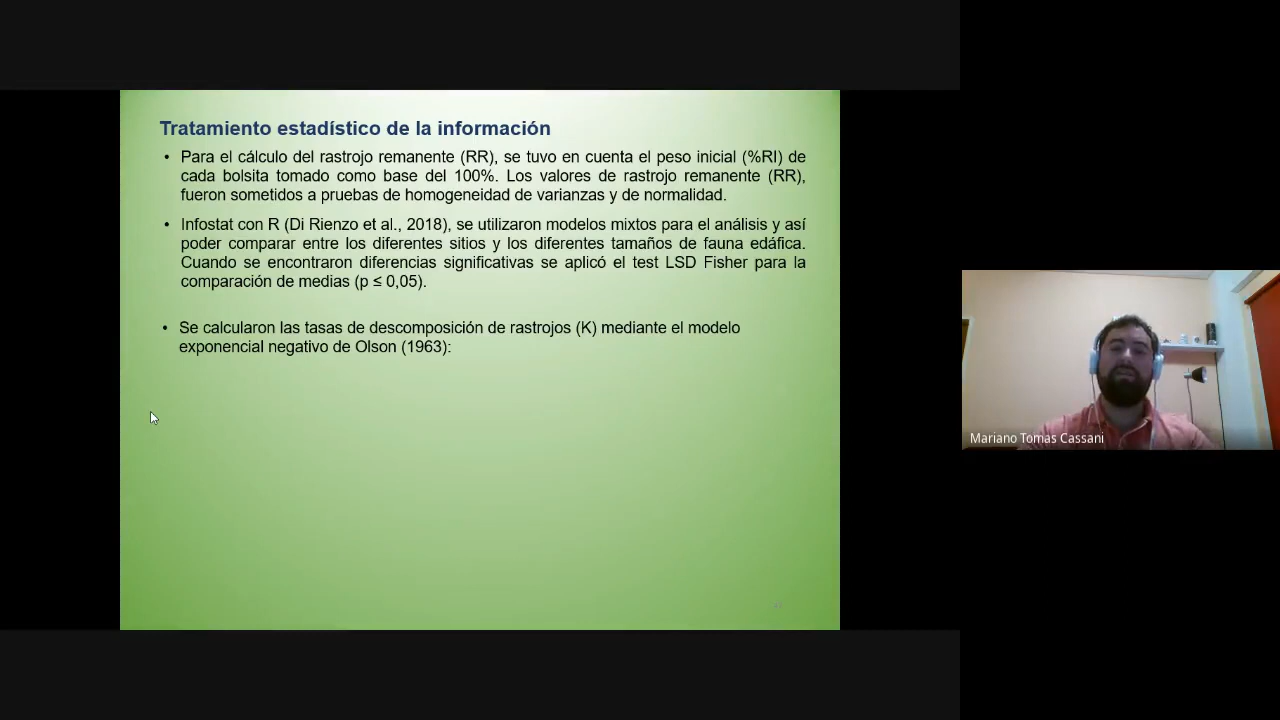 Tratamiento estadístico de la información
• Para el cálculo del rastrojo remanente (RR), se tuvo en cuenta el peso inicial (%RI) de
cada bolsita tomado como base del 100%. Los valores de rastrojo remanente (RR),
fueron sometidos a pruebas de homogeneidad de varianzas y de normalidad.
• Infostat con R (Di Rienzo et al., 2018), se utilizaron modelos mixtos para el análisis y así
poder comparar entre los diferentes sitios y los diferentes tamaños de fauna edáfica.
Cuando se encontraron diferencias significativas se aplicó el test LSD Fisher para la
comparación de medias (p ≤ 0,05).
• Se calcularon las tasas de descomposición de rastrojos (K) mediante el modelo
exponencial negativo de Olson (1963):
Mariano Tomas Cassani